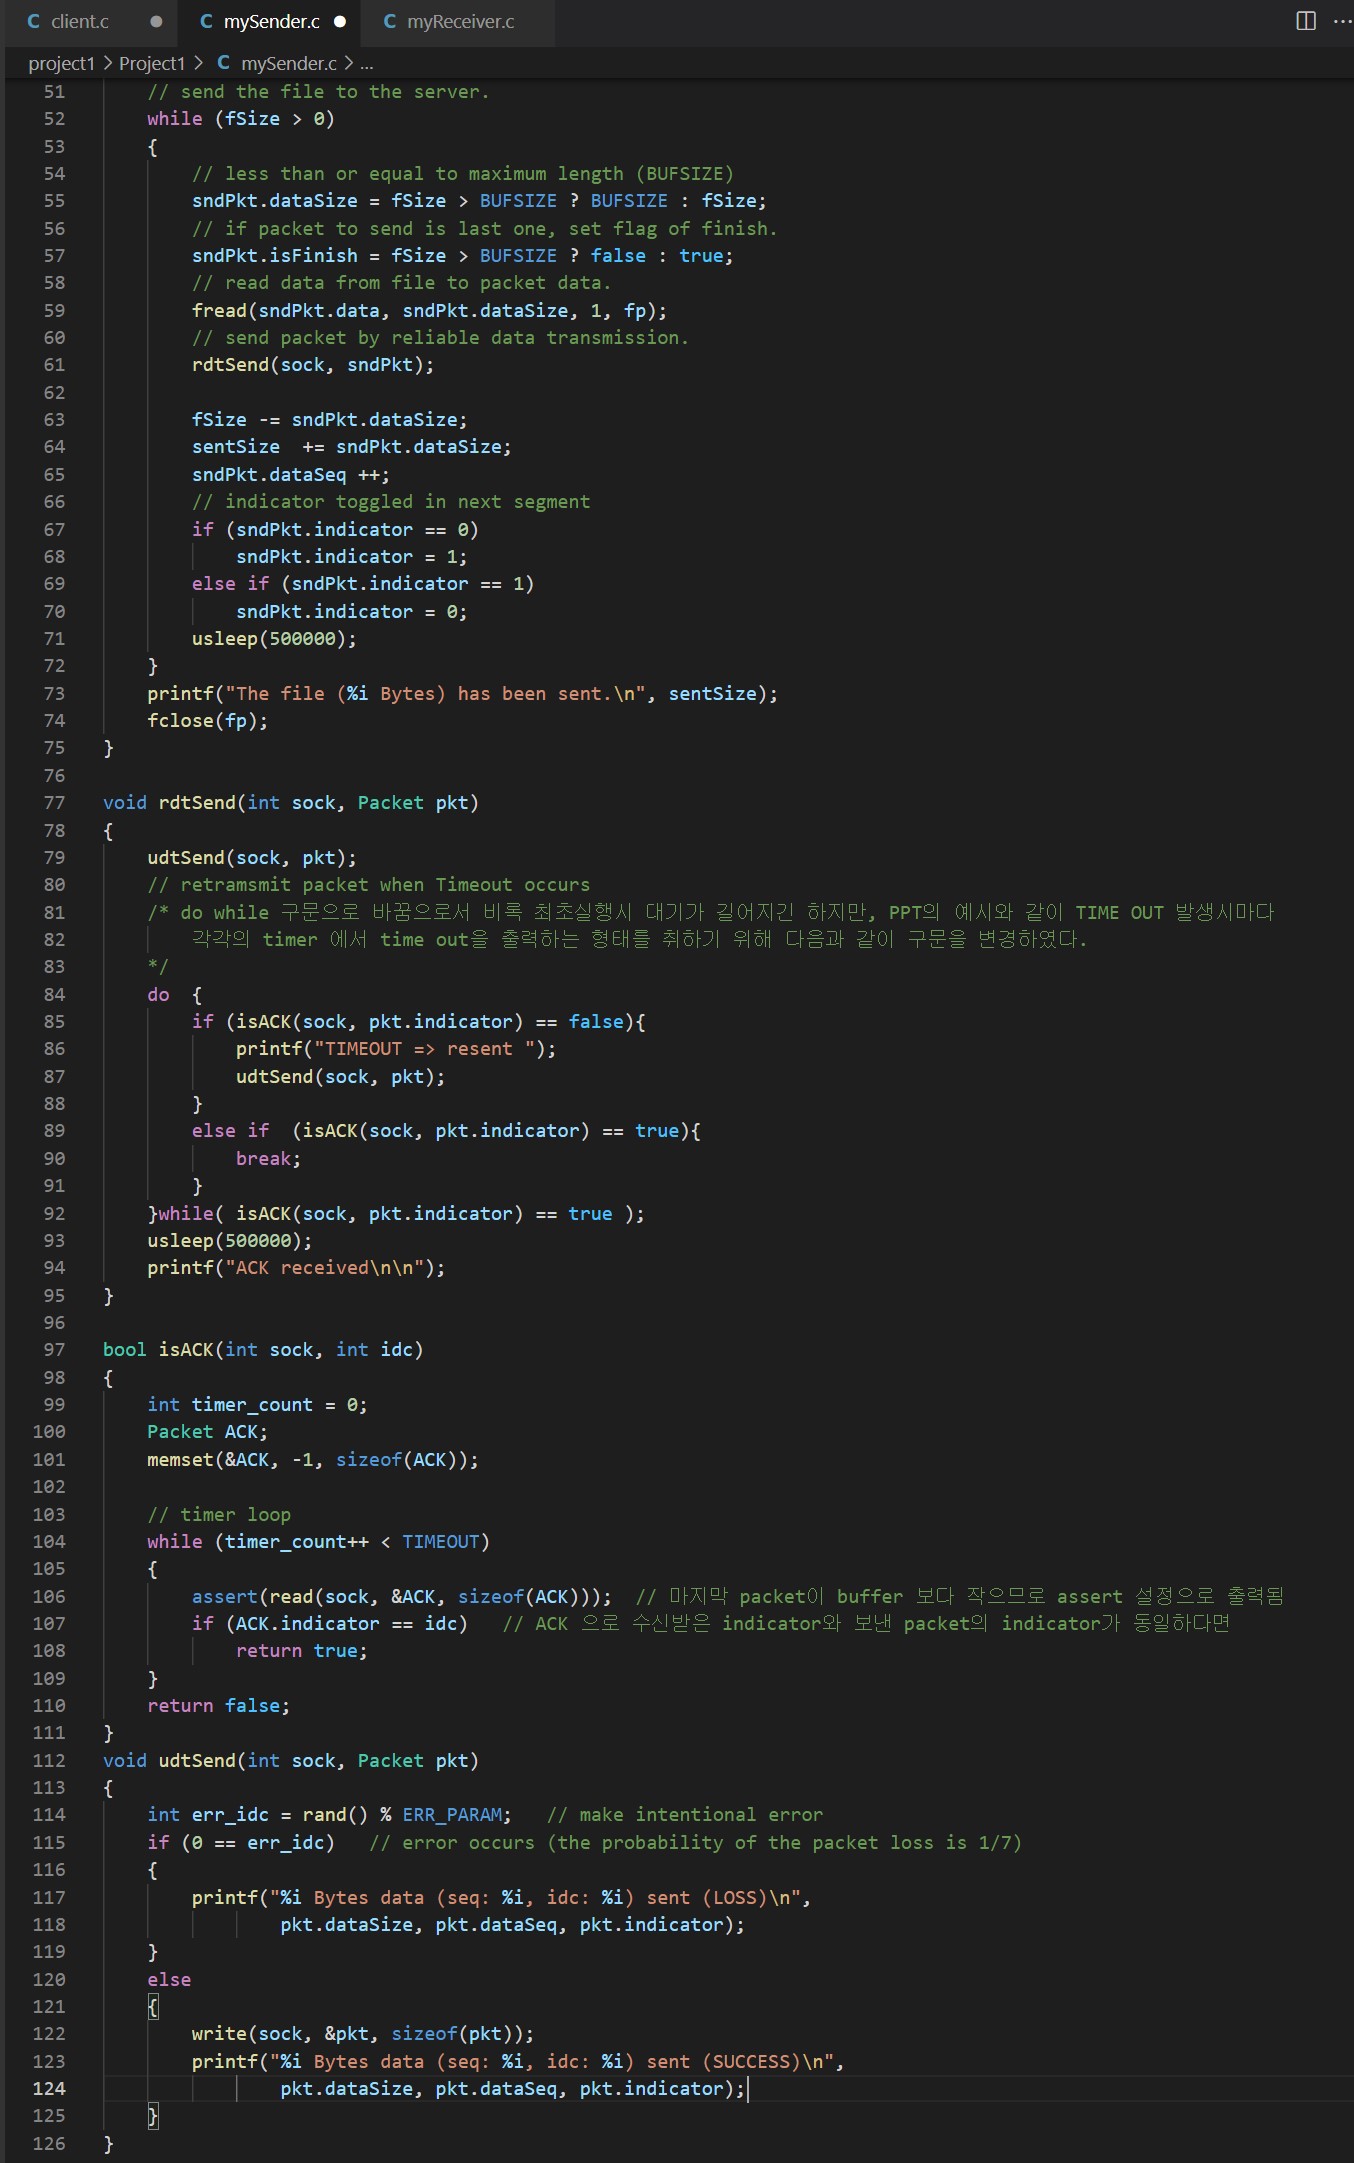 C client.c ● C mySender.c ● C myReceiver.c ...
project1 > Project1 > C mySender.c > ...
51 // send the file to the server.
52 while (fSize > 0)
53 {
54 // less than or equal to maximum length (BUFSIZE)
55 sndPkt.dataSize = fSize > BUFSIZE ? BUFSIZE : fSize;
56 // if packet to send is last one, set flag of finish.
57 sndPkt.isFinish = fSize > BUFSIZE ? false : true;
58 // read data from file to packet data.
59 fread(sndPkt.data, sndPkt.dataSize, 1, fp);
60 // send packet by reliable data transmission.
61 rdtSend(sock, sndPkt);
62
63 fSize -= sndPkt.dataSize;
64 sentSize  += sndPkt.dataSize;
65 sndPkt.dataSeq ++;
66 // indicator toggled in next segment
67 if (sndPkt.indicator == 0)
68 sndPkt.indicator = 1;
69 else if (sndPkt.indicator == 1)
70 sndPkt.indicator = 0;
71 usleep(500000);
72 }
73 printf("The file (%i Bytes) has been sent.\n", sentSize);
74 fclose(fp);
75 }
76
77 void rdtSend(int sock, Packet pkt)
78 {
79 udtSend(sock, pkt);
80 // retramsmit packet when Timeout occurs
81 /* do while 구문으로 바꿈으로서 비록 최초실행시 대기가 길어지긴 하지만, PPT의 예시와 같이 TIME OUT 발생시마다
82 각각의 timer 에서 time out을 출력하는 형태를 취하기 위해 다음과 같이 구문을 변경하였다.
83 */
84 do  {
85 if (isACK(sock, pkt.indicator) == false){
86 printf("TIMEOUT => resent ");
87 udtSend(sock, pkt);
88 }
89 else if  (isACK(sock, pkt.indicator) == true){
90 break;
91 }
92 }while( isACK(sock, pkt.indicator) == true );
93 usleep(500000);
94 printf("ACK received\n\n");
95 }
96
97 bool isACK(int sock, int idc)
98 {
99 int timer_count = 0;
100 Packet ACK;
101 memset(&ACK, -1, sizeof(ACK));
102
103 // timer loop
104 while (timer_count++ < TIMEOUT)
105 {
106 assert(read(sock, &ACK, sizeof(ACK)));  // 마지막 packet이 buffer 보다 작으므로 assert 설정으로 출력됨
107 if (ACK.indicator == idc)   // ACK 으로 수신받은 indicator와 보낸 packet의 indicator가 동일하다면
108 return true;
109 }
110 return false;
111 }
112 void udtSend(int sock, Packet pkt)
113 {
114 int err_idc = rand() % ERR_PARAM;   // make intentional error
115 if (0 == err_idc)   // error occurs (the probability of the packet loss is 1/7)
116 {
117 printf("%i Bytes data (seq: %i, idc: %i) sent (LOSS)\n",
118 pkt.dataSize, pkt.dataSeq, pkt.indicator);
119 }
120 else
121 {
122 write(sock, &pkt, sizeof(pkt));
123 printf("%i Bytes data (seq: %i, idc: %i) sent (SUCCESS)\n",
124 pkt.dataSize, pkt.dataSeq, pkt.indicator);
125 }
126 }